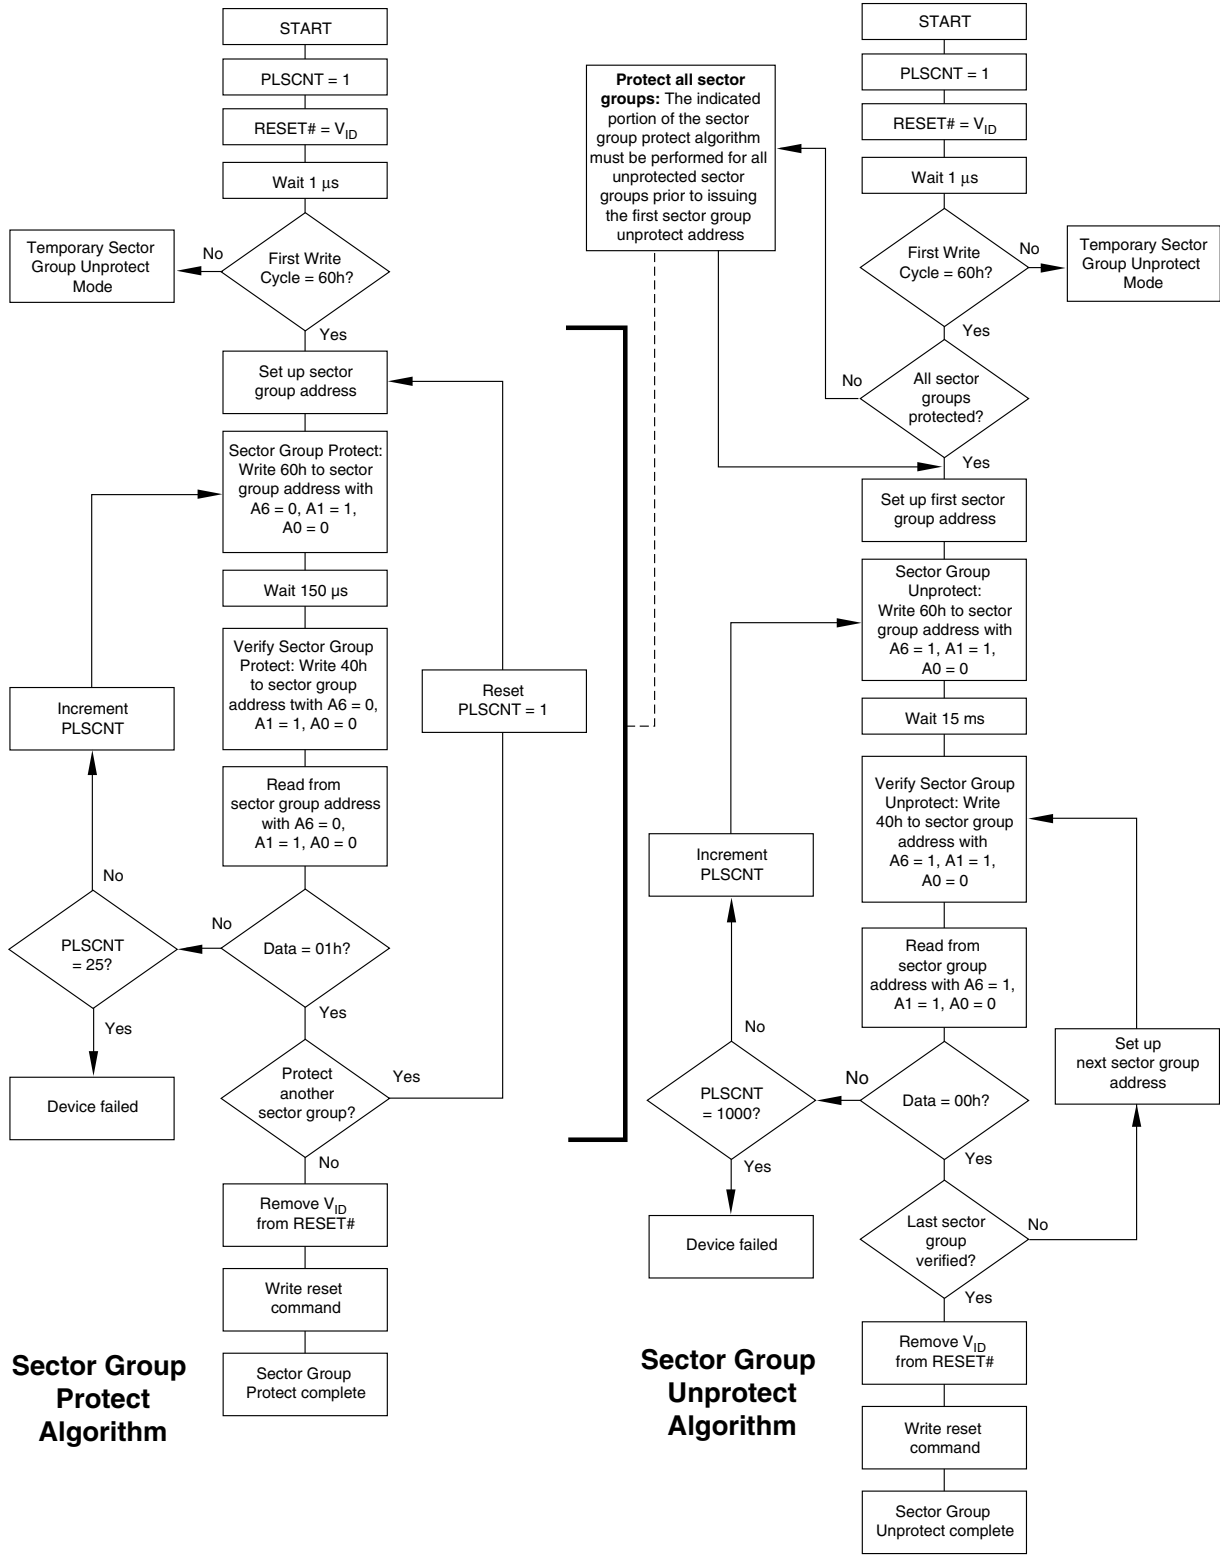 START
PLSCNT = 1
RESET# = VID
Wait 1 μs
First Write
Cycle = 60h?
No
Temporary Sector
Group Unprotect
Mode
Yes
Set up sector
group address
Sector Group Protect:
Write 60h to sector
group address with
A6 = 0, A1 = 1,
A0 = 0
Wait 150 μs
Verify Sector Group
Protect: Write 40h
to sector group
address twith A6 = 0,
A1 = 1, A0 = 0
Reset
PLSCNT = 1
Increment
PLSCNT
Read from
sector group address
with A6 = 0,
A1 = 1, A0 = 0
No
No
PLSCNT
= 25?
Data = 01h?
Yes
Yes
Device failed
Protect
another
sector group?
Yes
No
Remove VID
from RESET#
Write reset
command
Sector Group
Protect complete
Sector Group
Protect
Algorithm
START
PLSCNT = 1
RESET# = VID
Wait 1 μs
Protect all sector
groups: The indicated
portion of the sector
group protect algorithm
must be performed for all
unprotected sector
groups prior to issuing
the first sector group
unprotect address
First Write
Cycle = 60h?
No
Temporary Sector
Group Unprotect
Mode
Yes
No
All sector
groups
protected?
Yes
Set up first sector
group address
Sector Group
Unprotect:
Write 60h to sector
group address with
A6 = 1, A1 = 1,
A0 = 0
Wait 15 ms
Verify Sector Group
Unprotect: Write
40h to sector group
address with
A6 = 1, A1 = 1,
A0 = 0
Increment
PLSCNT
Read from
sector group
address with A6 = 1,
A1 = 1, A0 = 0
No
No
PLSCNT
= 1000?
Data = 00h?
Set up
next sector group
address
Yes
Yes
Device failed
Last sector
group
verified?
No
Yes
Remove VID
from RESET#
Write reset
command
Sector Group
Unprotect complete
Sector Group
Unprotect
Algorithm